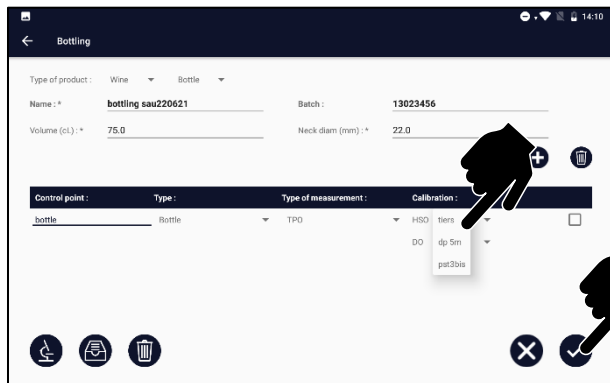 14:10
Bottling
Type of product : Wine Bottle
Name : * bottling sau220621 Batch : 13023456
Volume (cl.) : * 75.0 Neck diam (mm) : * 22.0
Control point : Type : Type of measurement : Calibration :
bottle Bottle TPO HSO tiers
DO dp 5m
pst3bis